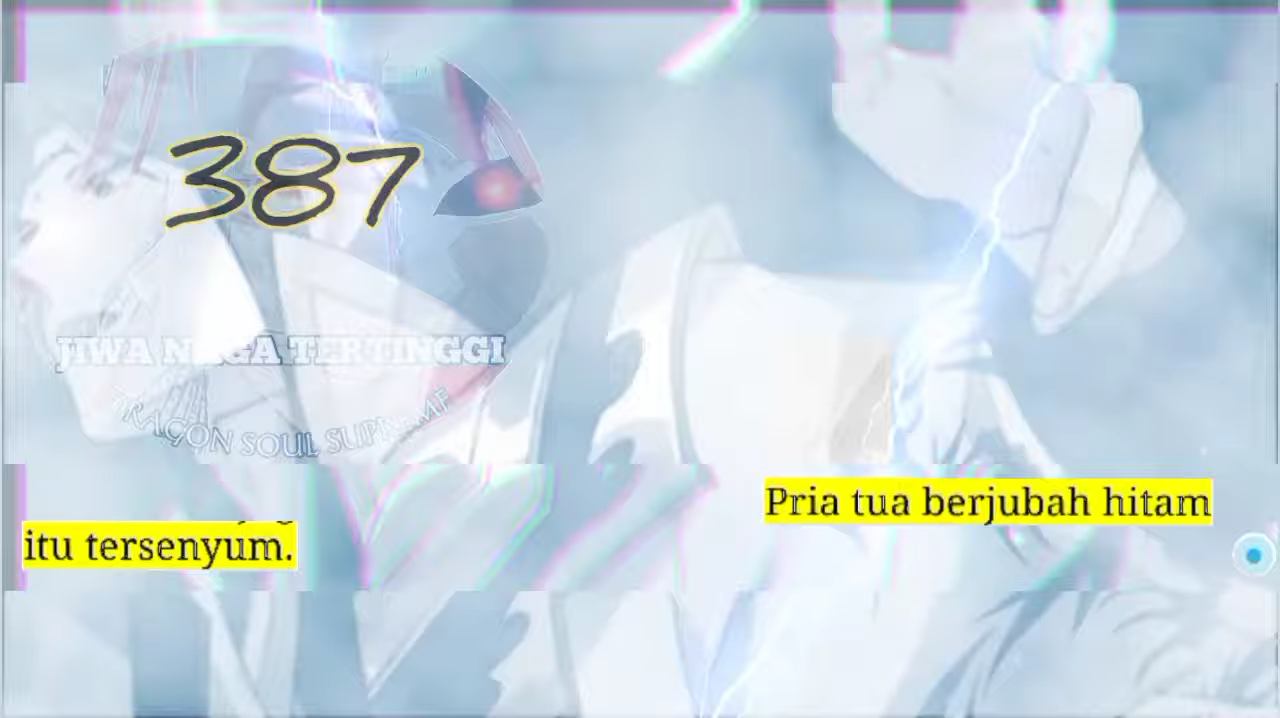 387
JIWA NAGA TERTINGGI
DRAGON SOUL SUPREME
Pria tua berjubah hitam
itu tersenyum.